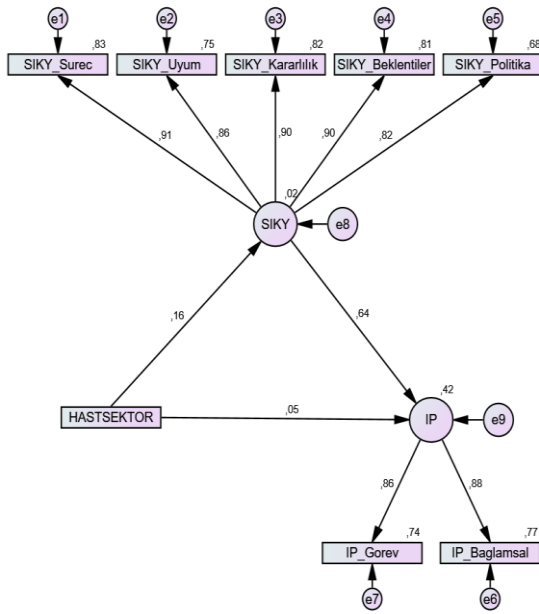 e1 e2 e3 e4 e5
,83 ,75 ,82 ,81 ,68
SIKY_Surec SIKY_Uyum SIKY_Kararlılık SIKY_Beklentiler SIKY_Politika
,91 ,86 ,90 ,90 ,82
,02
SIKY e8
,16 ,64
,42
HASTSEKTOR ,05 IP e9
,86 ,88
,74 ,77
IP_Gorev IP_Baglamsal
e7 e6